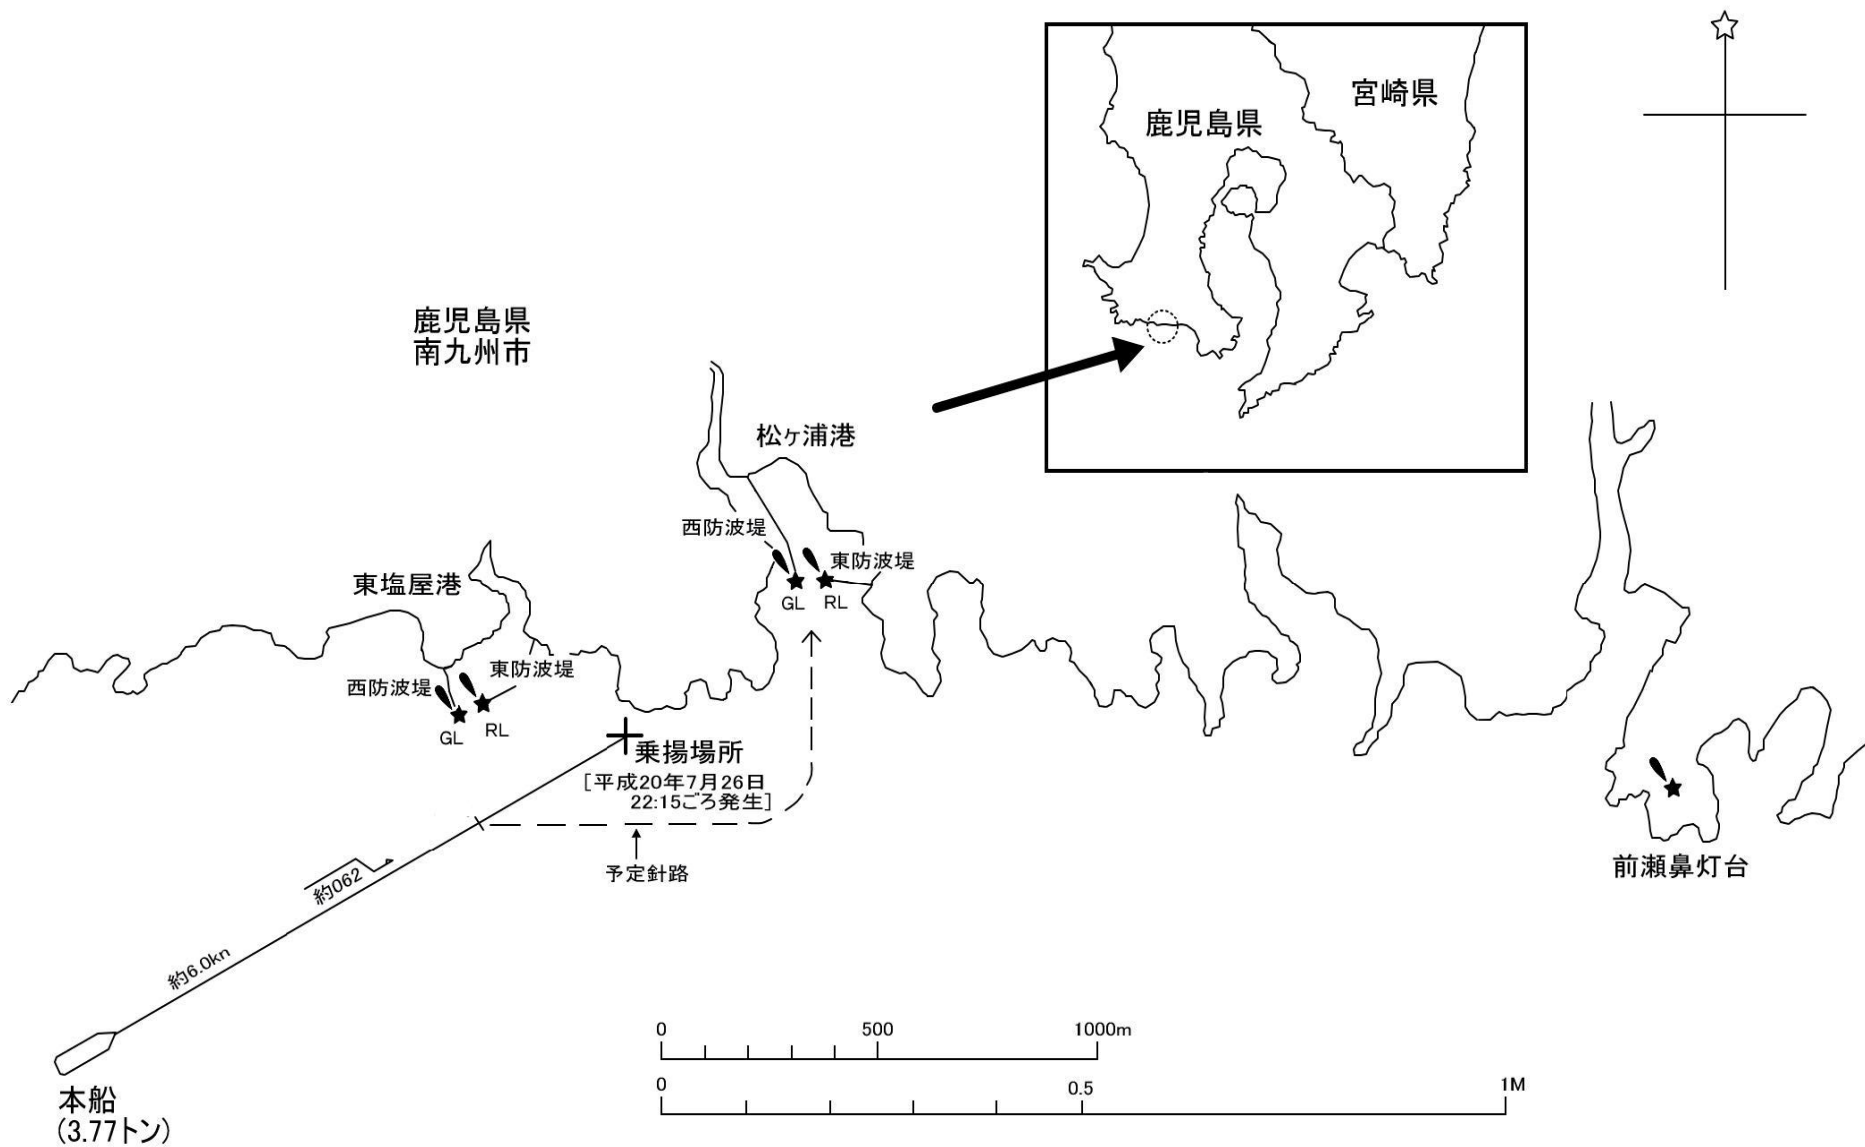 宮崎県
鹿児島県
鹿児島県
南九州市
松ヶ浦港
西防波堤
東防波堤
GL
RL
東塩屋港
東防波堤
西防波堤
GL
RL
乗揚場所
[平成20年7月26日
22:15ごろ発生]
予定針路
前瀬鼻灯台
約062
約6.0kn
本船
(3.77トン)
0 500 1000m
0 0.5 1M